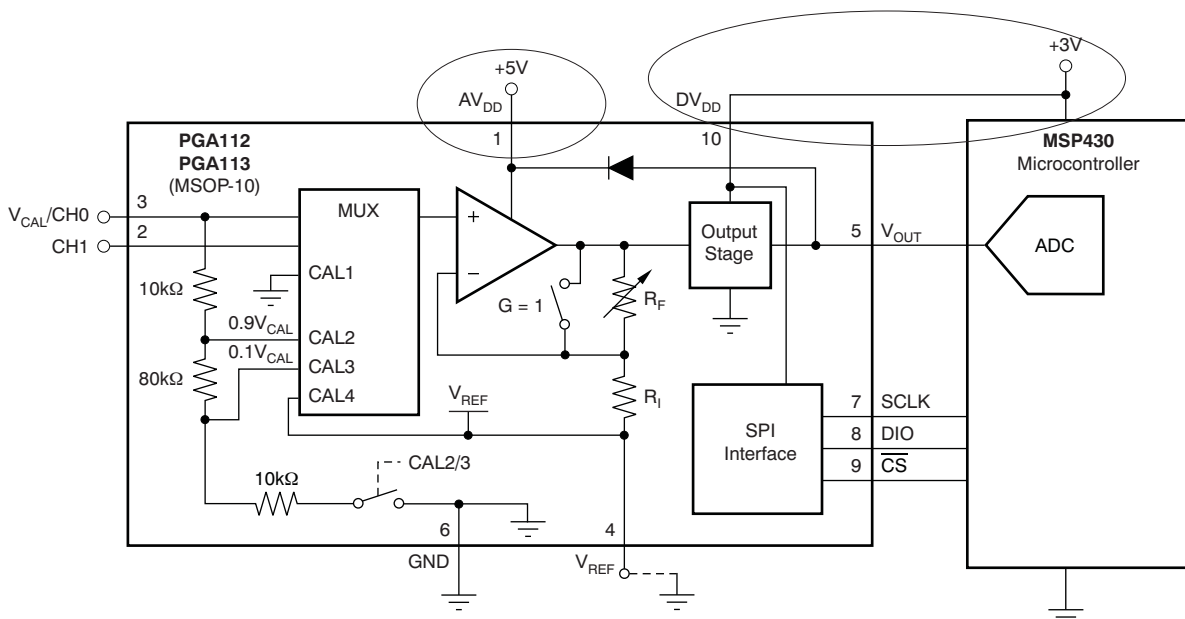 +5V
+3V
AVDD
DVDD
1
10
PGA112
PGA113
(MSOP-10)
MSP430
Microcontroller
3
VCAL/CH0
2
CH1
MUX
+
−
Output
Stage
5
VOUT
ADC
CAL1
10kΩ
G = 1
RF
0.9VCAL
CAL2
0.1VCAL
CAL3
80kΩ
CAL4
VREF
RI
SPI
Interface
7
SCLK
8
DIO
9
CS
CAL2/3
10kΩ
6
4
GND
VREF